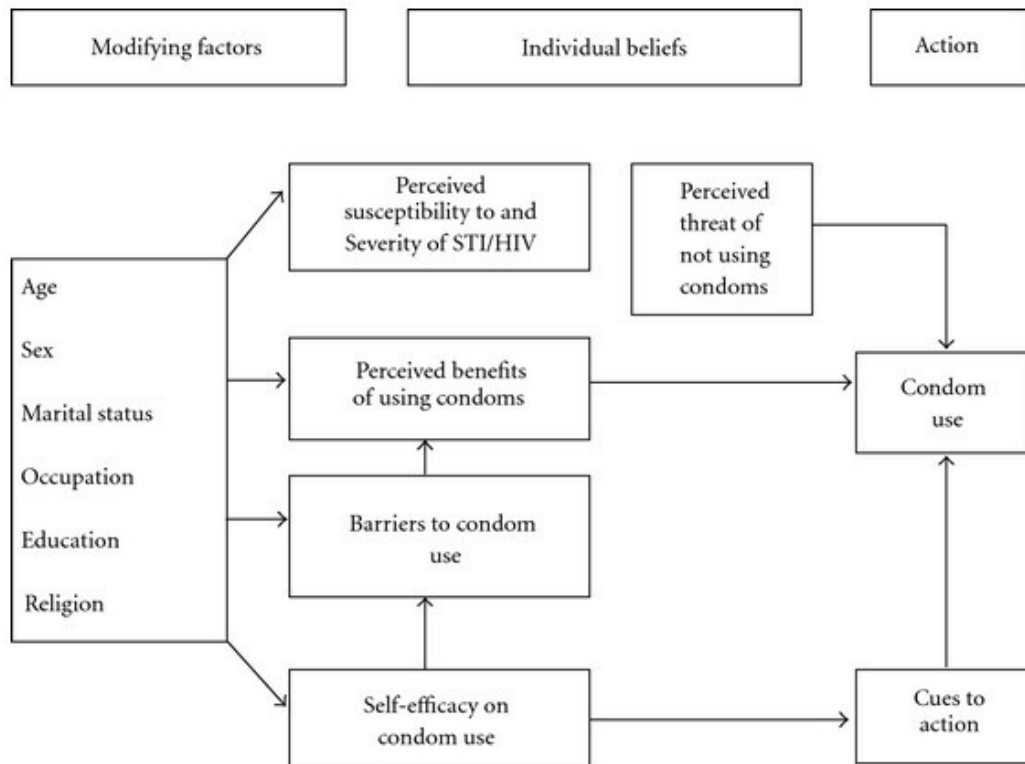 Modifying factors
Individual beliefs
Action
Perceived
susceptibility to and
Severity of STI/HIV
Perceived
threat of
not using
condoms
Age
Sex
Marital status
Occupation
Education
Religion
Perceived benefits
of using condoms
Condom
use
Barriers to condom
use
Self-efficacy on
condom use
Cues to
action